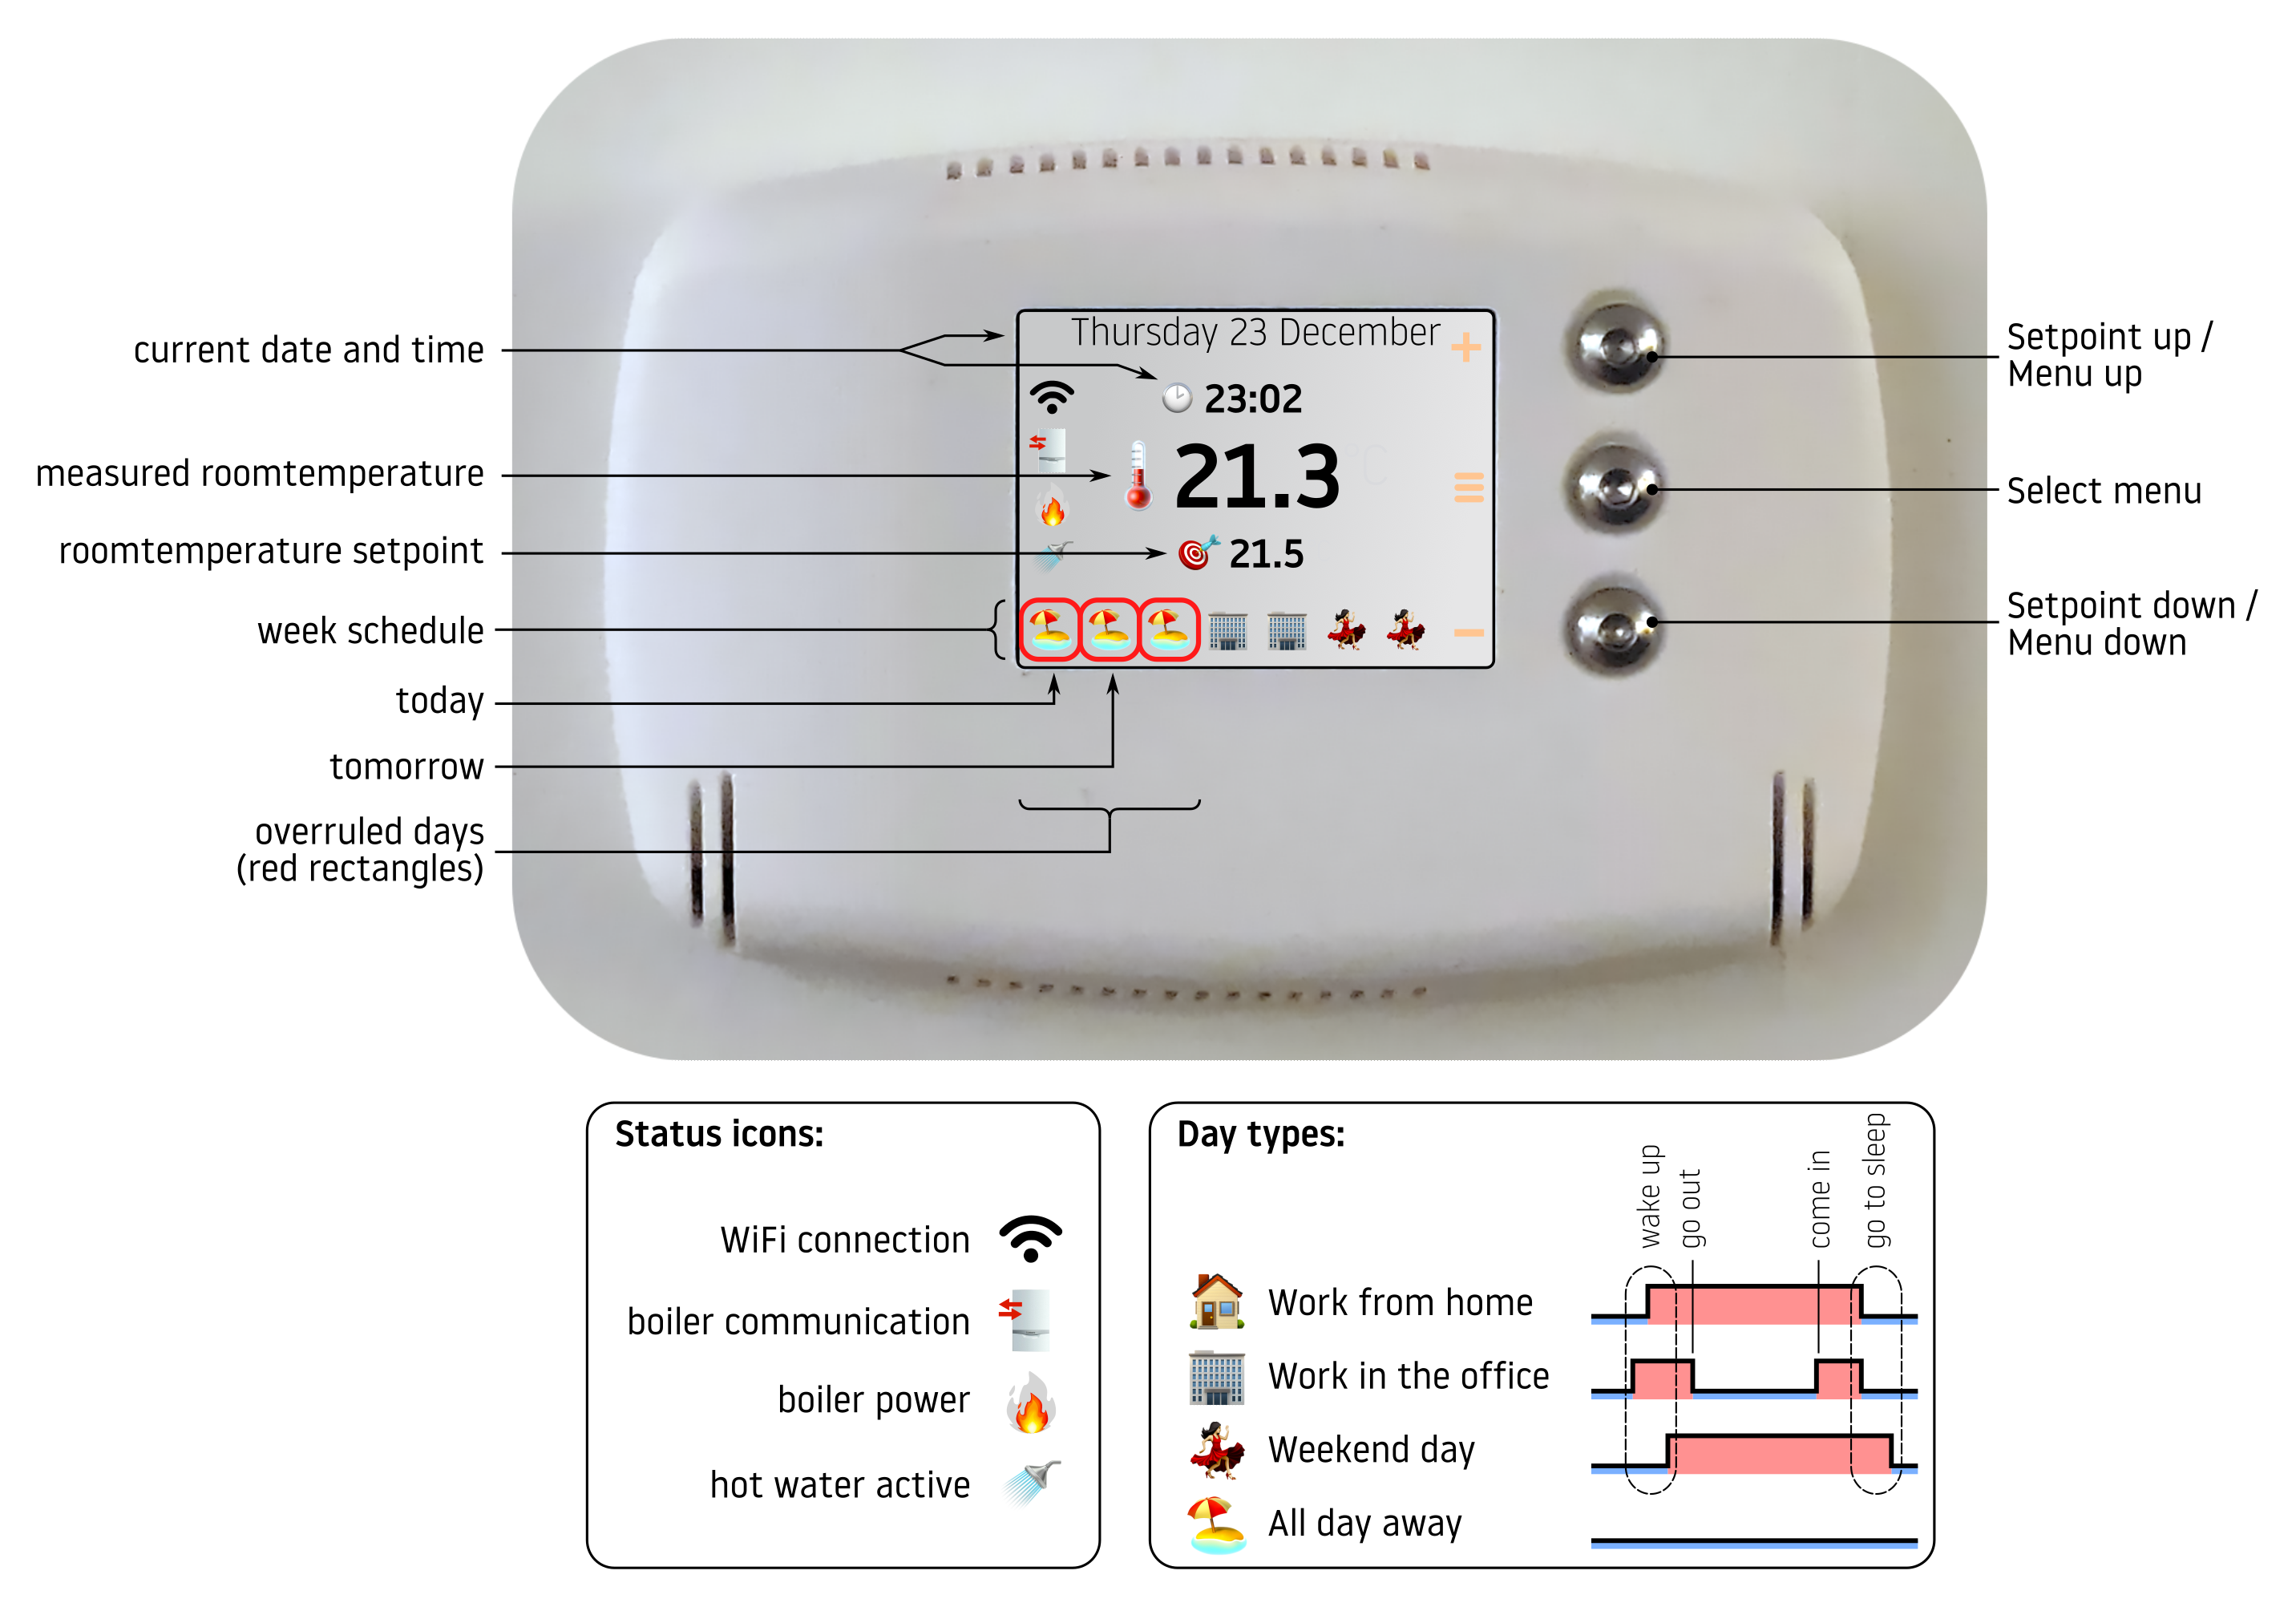 current date and time
measured roomtemperature
roomtemperature setpoint
week schedule
today
tomorrow
overruled days
(red rectangles)
Thursday 23 December
+
23:02
21.3 °C
21.5
−
Setpoint up /
Menu up
Select menu
Setpoint down /
Menu down
Status icons:
WiFi connection
boiler communication
boiler power
hot water active
Day types:
wake up
go out
come in
go to sleep
Work from home
Work in the office
Weekend day
All day away